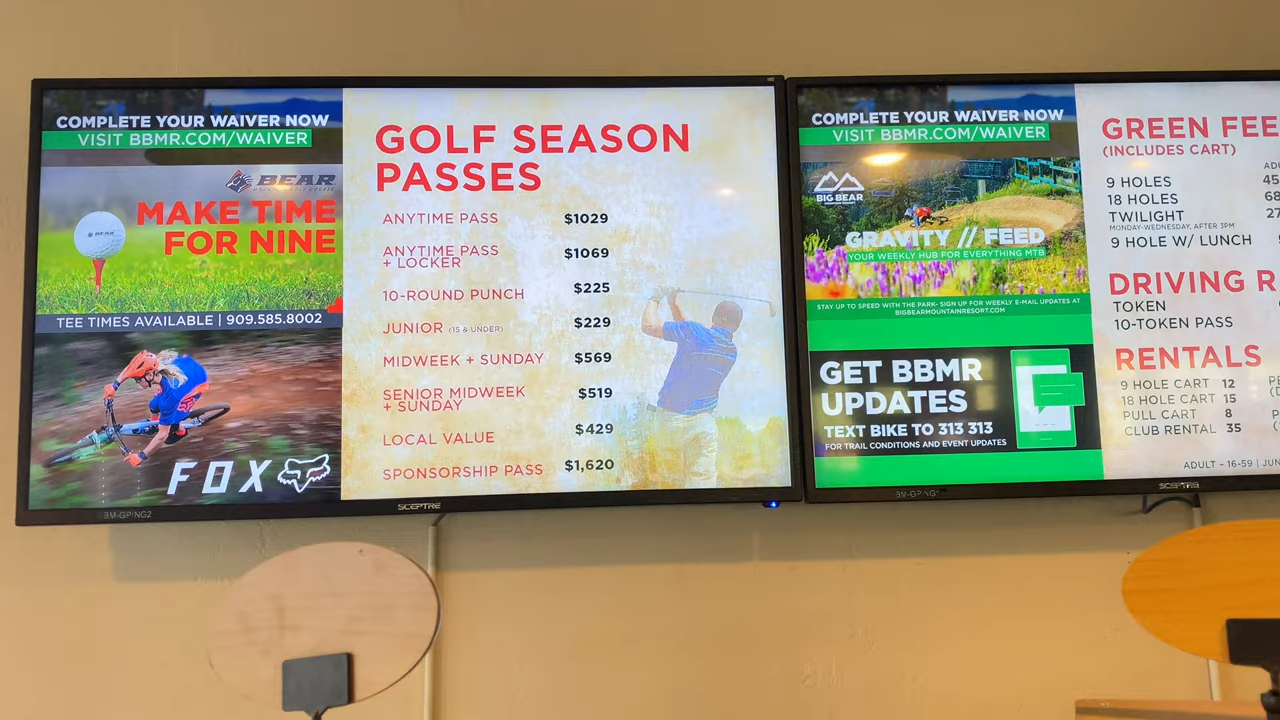 COMPLETE YOUR WAIVER NOW
VISIT BBMR.COM/WAIVER
BEAR
MAKE TIME
FOR NINE
BEAR
TEE TIMES AVAILABLE | 909.585.8002
FOX
GOLF SEASON
PASSES
ANYTIME PASS $1029
ANYTIME PASS
+ LOCKER $1069
10-ROUND PUNCH $225
JUNIOR (15 & UNDER) $229
MIDWEEK + SUNDAY $569
SENIOR MIDWEEK
+ SUNDAY $519
LOCAL VALUE $429
SPONSORSHIP PASS $1,620
SCEPTRE
COMPLETE YOUR WAIVER NOW
VISIT BBMR.COM/WAIVER
BIG BEAR
GRAVITY // FEED
YOUR WEEKLY HUB FOR EVERYTHING MTB
STAY UP TO SPEED WITH THE PARK- SIGN UP FOR WEEKLY E-MAIL UPDATES AT
BIGBEARMOUNTAINRESORT.COM
GET BBMR
UPDATES
TEXT BIKE TO 313 313
FOR TRAIL CONDITIONS AND EVENT UPDATES
GREEN FEE
(INCLUDES CART)
9 HOLES 45
18 HOLES 68
TWILIGHT 27
MONDAY-WEDNESDAY, AFTER 3PM
9 HOLE W/ LUNCH
DRIVING R
TOKEN
10-TOKEN PASS
RENTALS
9 HOLE CART 12
18 HOLE CART 15
PULL CART 8
CLUB RENTAL 35
ADULT - 16-59 | JUN
SCEPTRE